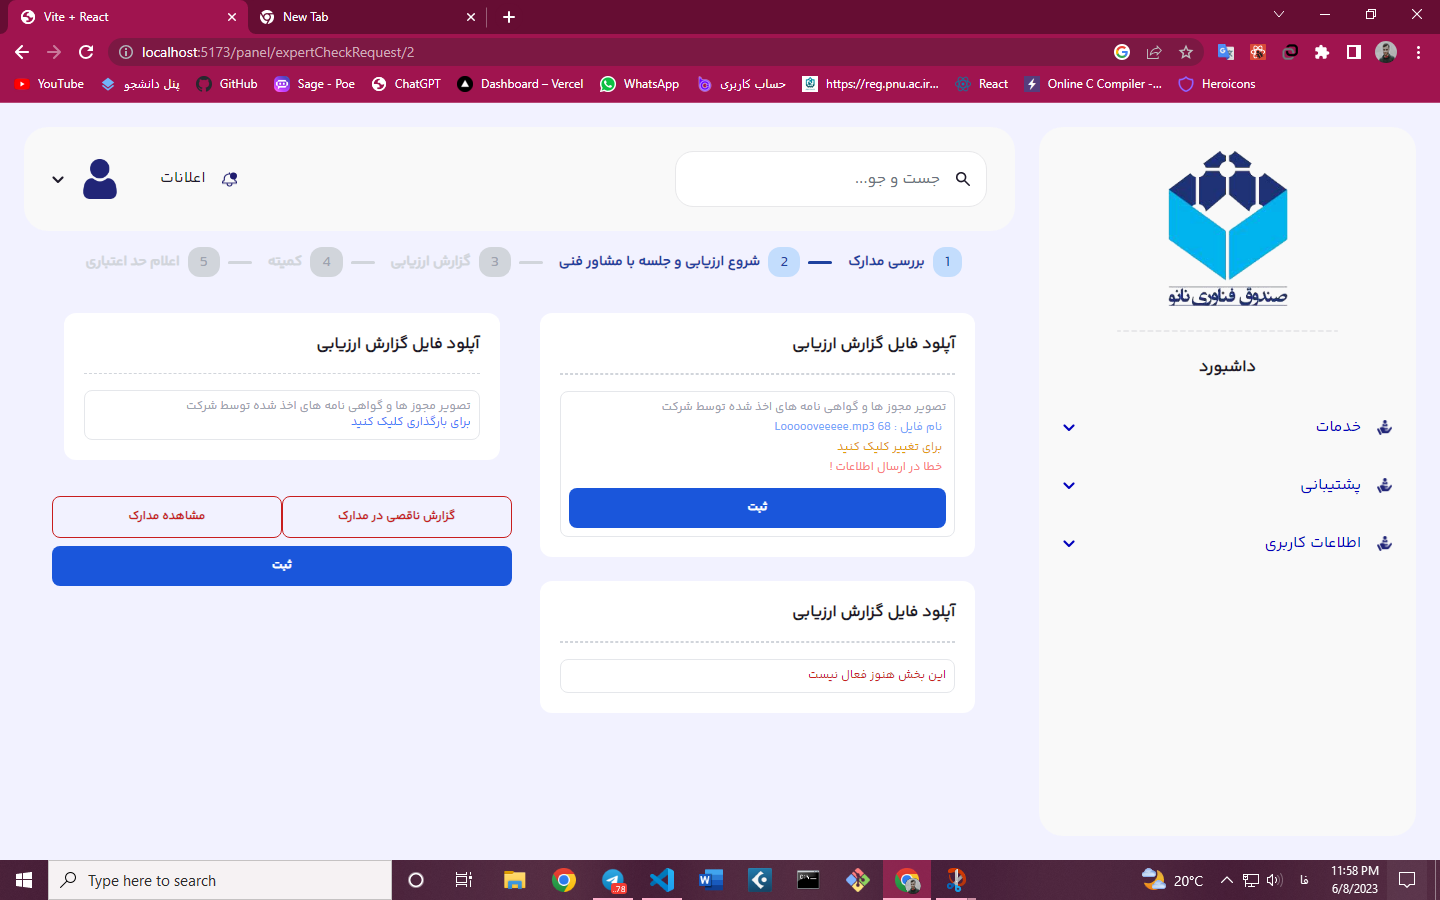 Vite + React
New Tab
localhost:5173/panel/expertCheckRequest/2
YouTube
پنل دانشجو
GitHub
Sage - Poe
ChatGPT
Dashboard – Vercel
WhatsApp
حساب کاربری
https://reg.pnu.ac.ir...
React
Online C Compiler -...
Heroicons
صندوق فناوری نانو
داشبورد
خدمات
پشتیبانی
اطلاعات کاربری
جست و جو...
اعلانات
1 بررسی مدارک
2 شروع ارزیابی و جلسه با مشاور فنی
3 گزارش ارزیابی
4 کمیته
5 اعلام حد اعتباری
آپلود فایل گزارش ارزیابی
تصویر مجوز ها و گواهی نامه های اخذ شده توسط شرکت
نام فایل : 68 Loooooveeeee.mp3
برای تغییر کلیک کنید
خطا در ارسال اطلاعات !
ثبت
آپلود فایل گزارش ارزیابی
این بخش هنوز فعال نیست
آپلود فایل گزارش ارزیابی
تصویر مجوز ها و گواهی نامه های اخذ شده توسط شرکت
برای بارگذاری کلیک کنید
گزارش ناقصی در مدارک
مشاهده مدارک
ثبت
Type here to search
78
20°C
فا
11:58 PM
6/8/2023